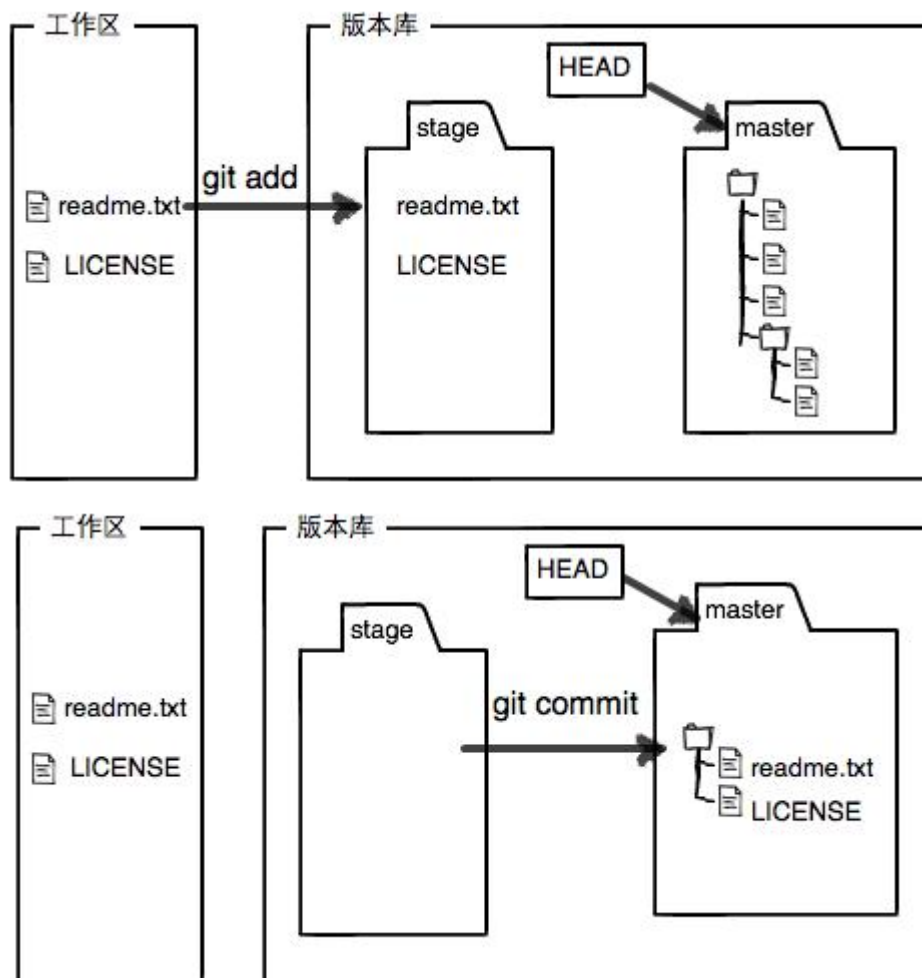 工作区
版本库
HEAD
stage
master
git add
readme.txt
readme.txt
LICENSE
LICENSE
工作区
版本库
HEAD
stage
master
git commit
readme.txt
LICENSE
readme.txt
LICENSE